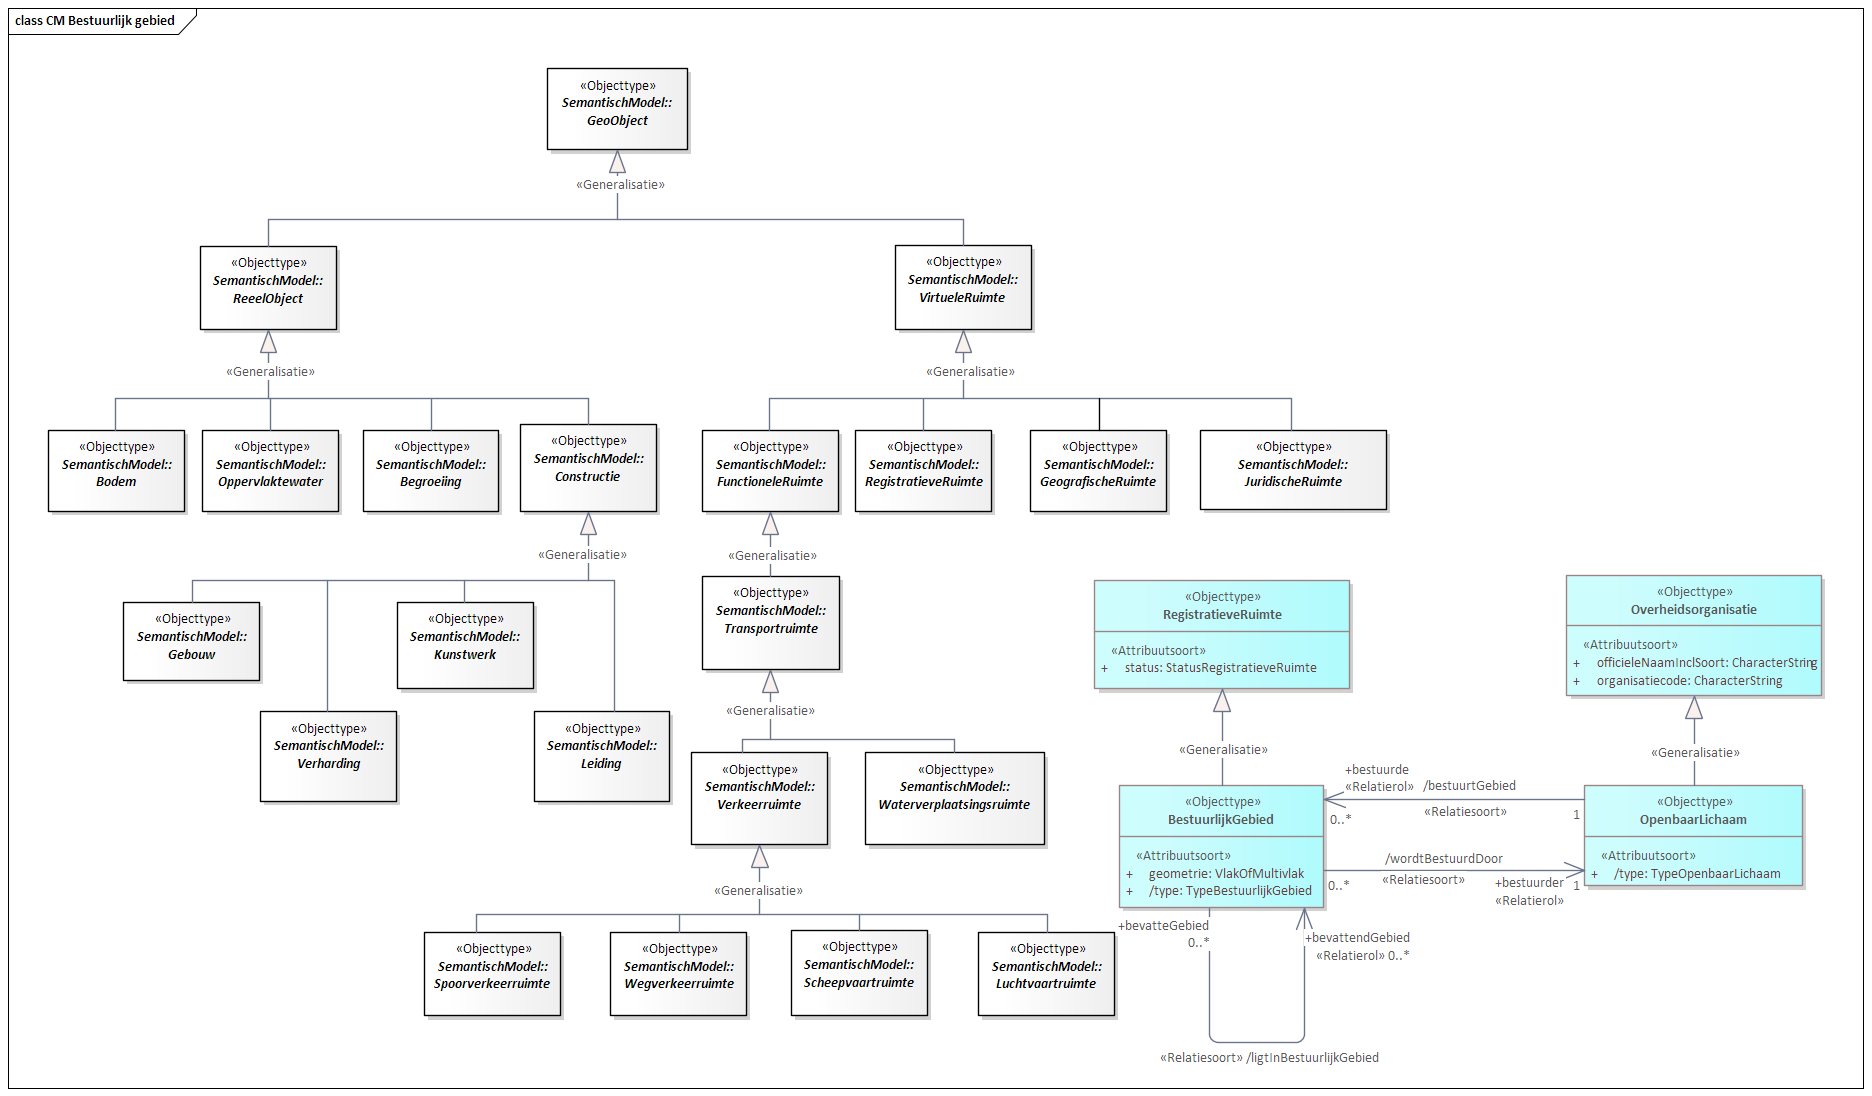 class CM Bestuurlijk gebied
«Objecttype»
SemantischModel::
GeoObject
«Generalisatie»
«Objecttype»
SemantischModel::
ReeelObject
«Objecttype»
SemantischModel::
VirtueleRuimte
«Generalisatie»
«Generalisatie»
«Objecttype»
SemantischModel::
Bodem
«Objecttype»
SemantischModel::
Oppervlaktewater
«Objecttype»
SemantischModel::
Begroeiing
«Objecttype»
SemantischModel::
Constructie
«Objecttype»
SemantischModel::
FunctioneleRuimte
«Objecttype»
SemantischModel::
RegistratieveRuimte
«Objecttype»
SemantischModel::
GeografischeRuimte
«Objecttype»
SemantischModel::
JuridischeRuimte
«Generalisatie»
«Generalisatie»
«Objecttype»
SemantischModel::
Gebouw
«Objecttype»
SemantischModel::
Kunstwerk
«Objecttype»
SemantischModel::
Transportruimte
«Objecttype»
RegistratieveRuimte
«Attribuutsoort»
+ status: StatusRegistratieveRuimte
«Objecttype»
Overheidsorganisatie
«Attribuutsoort»
+ officieleNaamInclSoort: CharacterString
+ organisatiecode: CharacterString
«Objecttype»
SemantischModel::
Verharding
«Objecttype»
SemantischModel::
Leiding
«Generalisatie»
«Generalisatie»
«Generalisatie»
«Objecttype»
SemantischModel::
Verkeerruimte
«Objecttype»
SemantischModel::
Waterverplaatsingsruimte
«Objecttype»
BestuurlijkGebied
«Attribuutsoort»
+ geometrie: VlakOfMultivlak
+ /type: TypeBestuurlijkGebied
+bestuurde
«Relatierol»
/bestuurtGebied
0..*
«Relatiesoort»
1
«Objecttype»
OpenbaarLichaam
«Attribuutsoort»
+ /type: TypeOpenbaarLichaam
/wordtBestuurdDoor
0..*
«Relatiesoort»
+bestuurder
«Relatierol»
1
«Generalisatie»
«Objecttype»
SemantischModel::
Spoorverkeerruimte
«Objecttype»
SemantischModel::
Wegverkeerruimte
«Objecttype»
SemantischModel::
Scheepvaartruimte
«Objecttype»
SemantischModel::
Luchtvaartruimte
+bevatteGebied
0..*
+bevattendGebied
«Relatierol» 0..*
«Relatiesoort» /ligtInBestuurlijkGebied